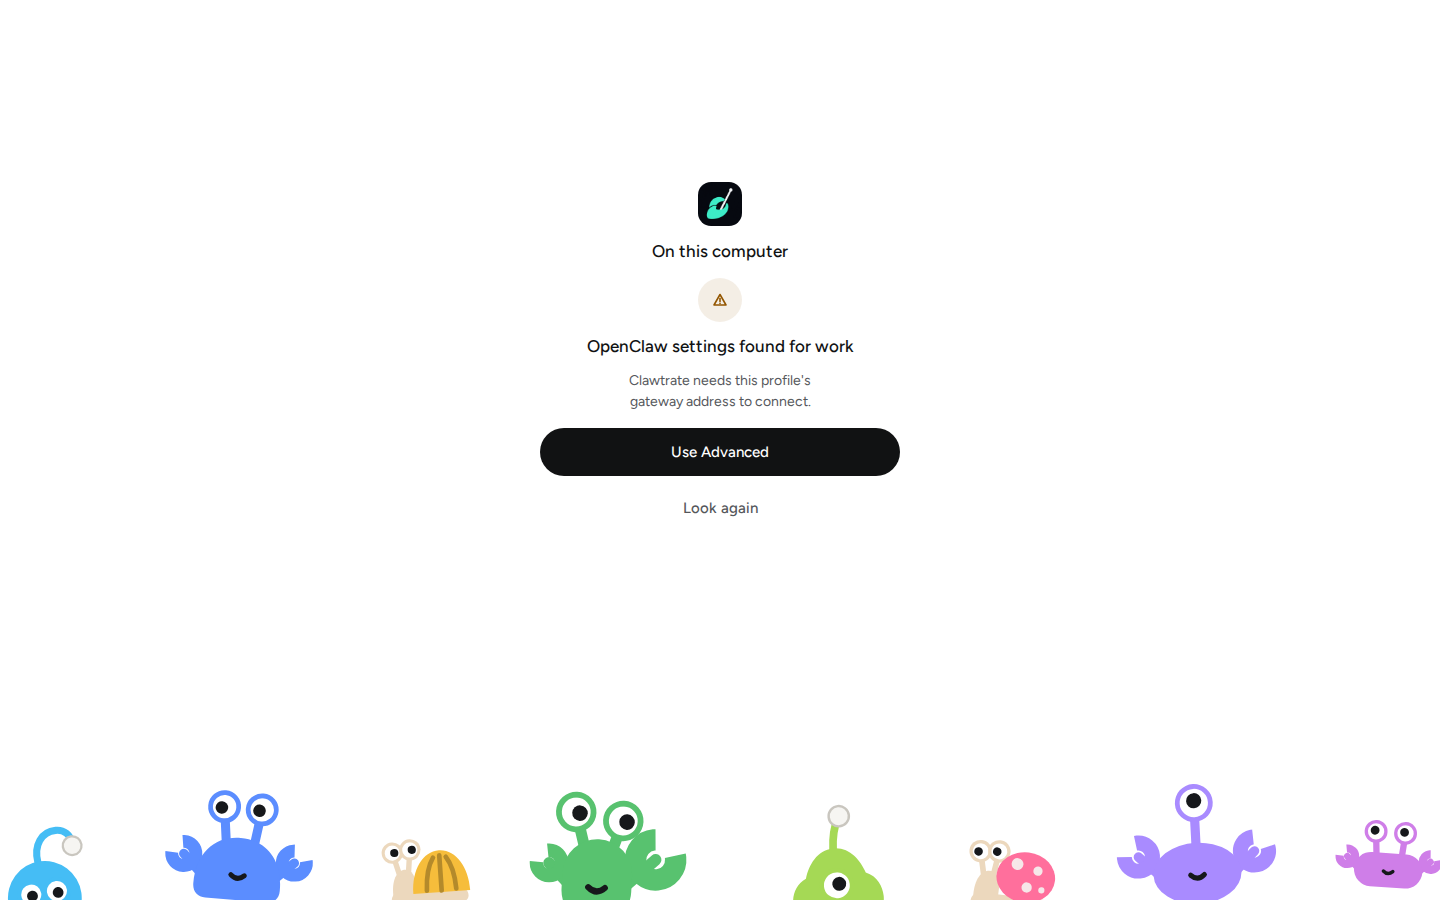 On this computer
OpenClaw settings found for work
Clawtrate needs this profile's
gateway address to connect.
Use Advanced
Look again